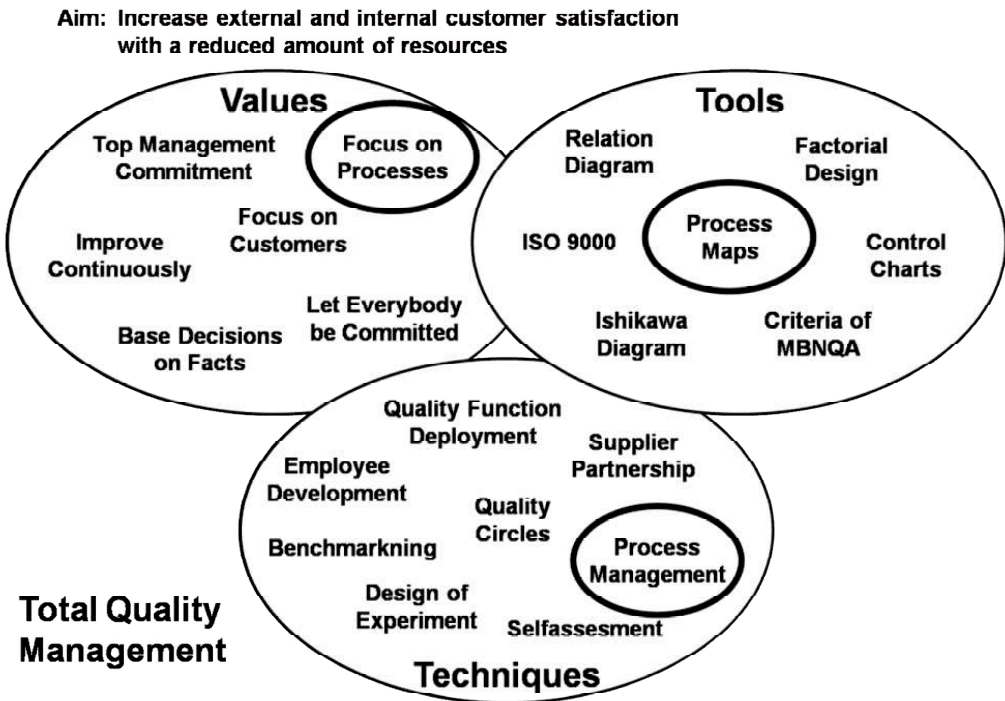 Aim: Increase external and internal customer satisfaction
with a reduced amount of resources
Values
Top Management
Commitment
Focus on
Processes
Focus on
Customers
Improve
Continuously
Let Everybody
be Committed
Base Decisions
on Facts
Tools
Relation
Diagram
Factorial
Design
ISO 9000
Process
Maps
Control
Charts
Ishikawa
Diagram
Criteria of
MBNQA
Quality Function
Deployment
Supplier
Partnership
Employee
Development
Quality
Circles
Benchmarkning
Process
Management
Design of
Experiment
Selfassesment
Techniques
Total Quality
Management